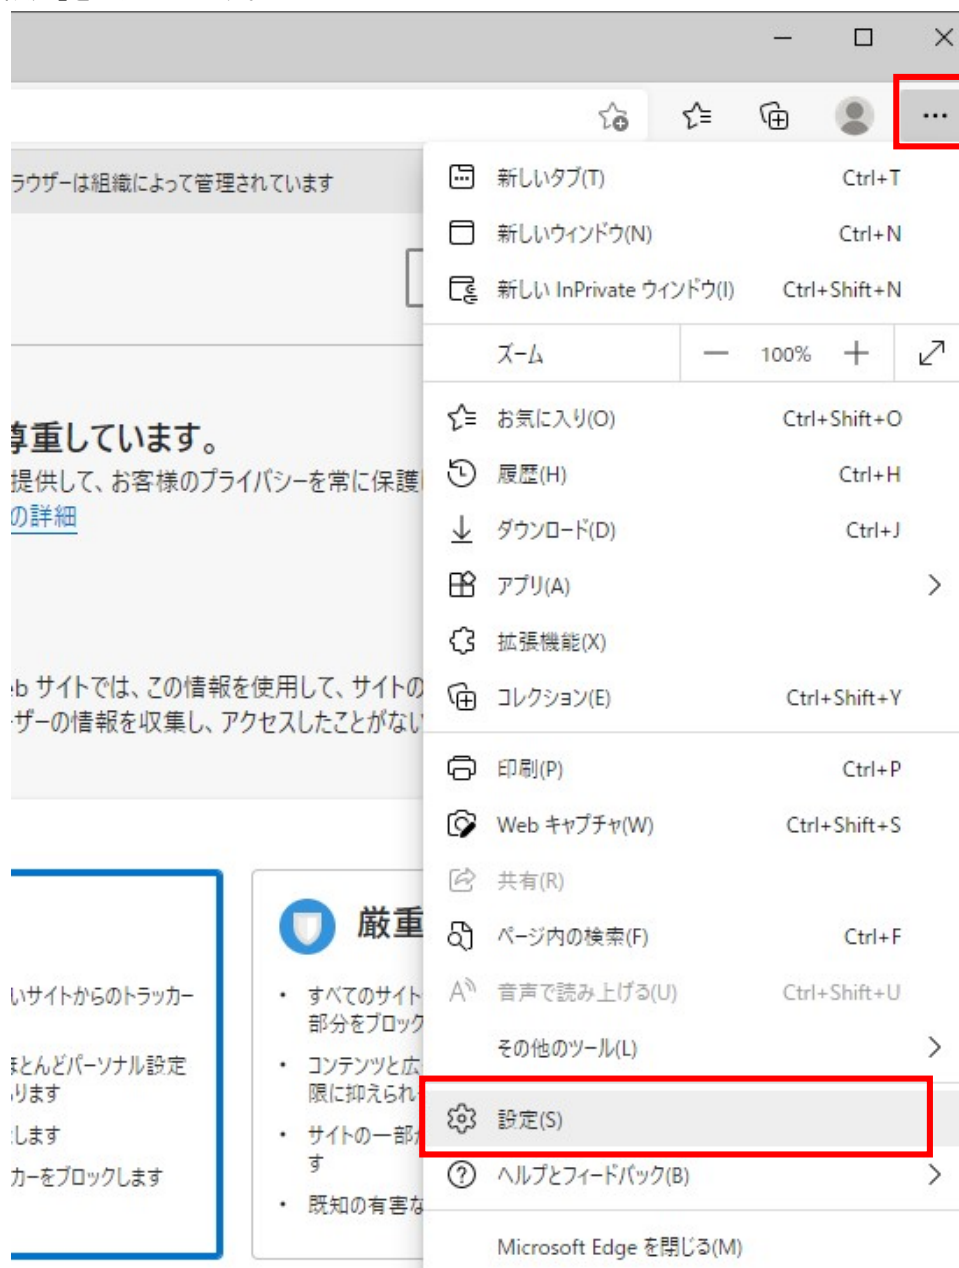 ラウザーは組織によって管理されています
新しいタブ(T) Ctrl+T
新しいウィンドウ(N) Ctrl+N
新しい InPrivate ウィンドウ(I) Ctrl+Shift+N
ズーム — 100% +
お気に入り(O) Ctrl+Shift+O
履歴(H) Ctrl+H
ダウンロード(D) Ctrl+J
アプリ(A)
拡張機能(X)
コレクション(E) Ctrl+Shift+Y
印刷(P) Ctrl+P
Web キャプチャ(W) Ctrl+Shift+S
共有(R)
ページ内の検索(F) Ctrl+F
音声で読み上げる(U) Ctrl+Shift+U
その他のツール(L)
設定(S)
ヘルプとフィードバック(B)
Microsoft Edge を閉じる(M)
尊重しています。
提供して、お客様のプライバシーを常に保護
の詳細
eb サイトでは、この情報を使用して、サイトの
ーザーの情報を収集し、アクセスしたことがない
いサイトからのトラッカー
ほとんどパーソナル設定
ります
します
カーをブロックします
厳重
• すべてのサイト
部分をブロック
• コンテンツと広
限に抑えられ
• サイトの一部
す
• 既知の有害な